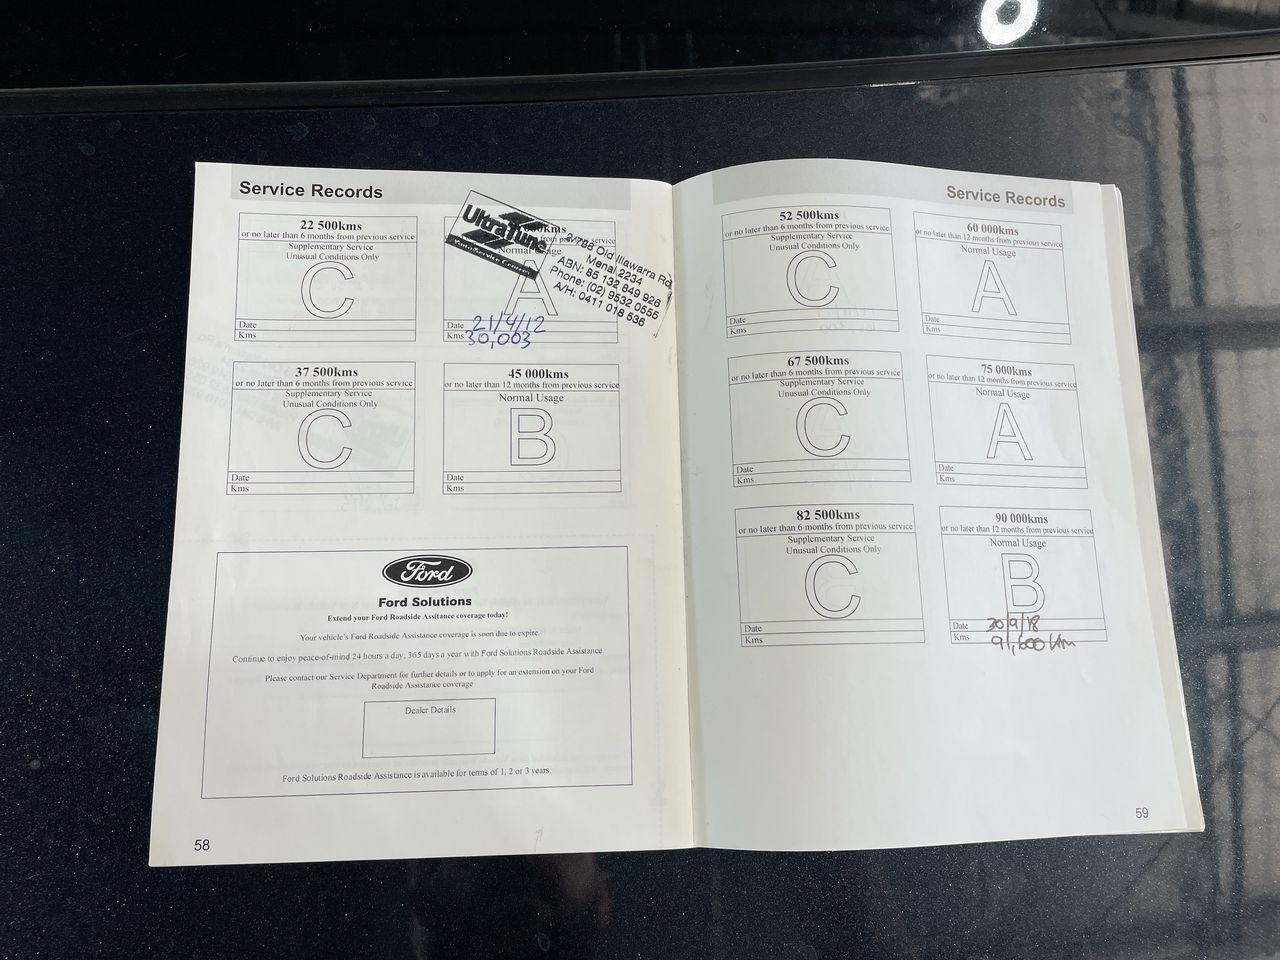 Service Records
22 500kms
or no later than 6 months from previous service
Supplementary Service
Unusual Conditions Only
C
Date
Kms
UltraTune
Auto Service Centres
2/788 Old Illawarra Rd
Menai 2234
ABN: 85 132 849 926
Phone: (02) 9532 0555
A/H: 0411 018 536
Normal Usage
A
Date 21/4/12
Kms 30,003
37 500kms
or no later than 6 months from previous service
Supplementary Service
Unusual Conditions Only
C
Date
Kms
45 000kms
or no later than 12 months from previous service
Normal Usage
B
Date
Kms
Ford
Ford Solutions
Extend your Ford Roadside Assitance coverage today!
Your vehicle's Ford Roadside Assistance coverage is soon due to expire.
Continue to enjoy peace-of-mind 24 hours a day, 365 days a year with Ford Solutions Roadside Assistance.
Please contact our Service Department for further details or to apply for an extension on your Ford
Roadside Assistance coverage
Dealer Details
Ford Solutions Roadside Assistance is available for terms of 1, 2 or 3 years.
58
Service Records
52 500kms
or no later than 6 months from previous service
Supplementary Service
Unusual Conditions Only
C
Date
Kms
60 000kms
or no later than 12 months from previous service
Normal Usage
A
Date
Kms
67 500kms
or no later than 6 months from previous service
Supplementary Service
Unusual Conditions Only
C
Date
Kms
75 000kms
or no later than 12 months from previous service
Normal Usage
A
Date
Kms
82 500kms
or no later than 6 months from previous service
Supplementary Service
Unusual Conditions Only
C
Date
Kms
90 000kms
or no later than 12 months from previous service
Normal Usage
B
Date 30/9/18
Kms 91,600 km
59